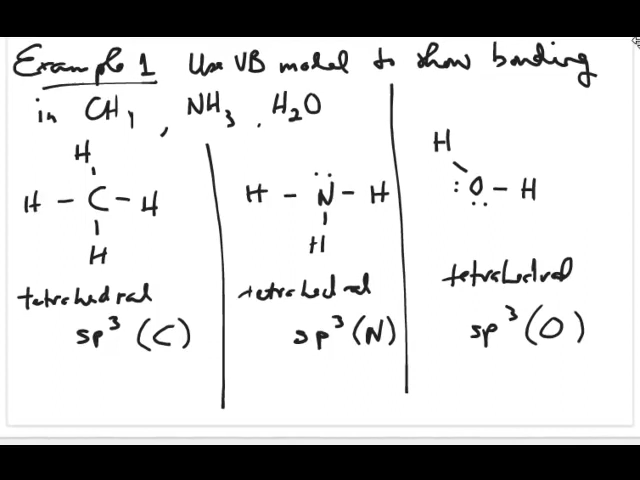 Example 1 Use VB model to show bonding
in CH4, NH3, H2O
H
H - C - H
H
tetrahedral
sp³ (C)
H - N̈ - H
H
tetrahedral
sp³ (N)
H
:Ö - H
tetrahedral
sp³ (O)